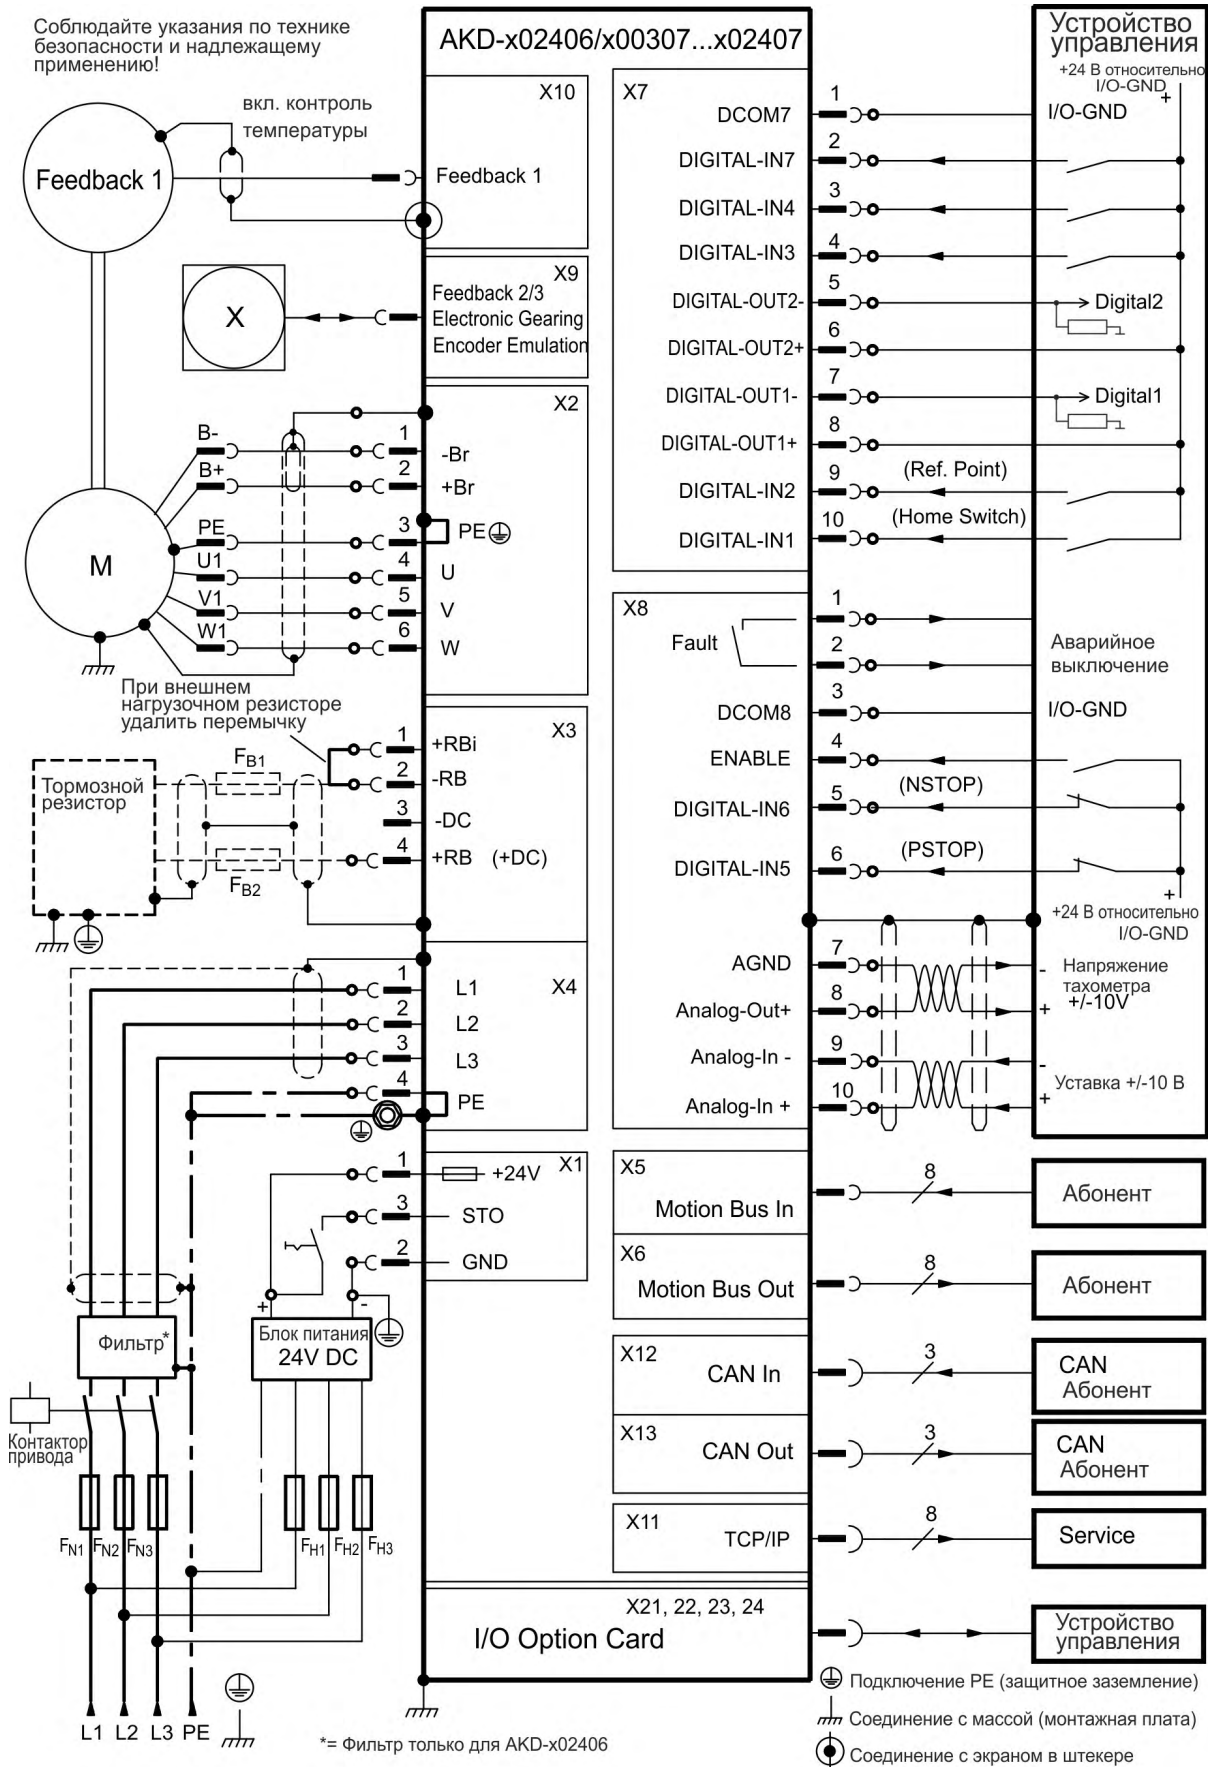 Соблюдайте указания по технике
безопасности и надлежащему
применению!
AKD-x02406/x00307...x02407
Устройство
управления
+24 В относительно
I/O-GND
+
вкл. контроль
температуры
Feedback 1
X10
Feedback 1
X
X9
Feedback 2/3
Electronic Gearing
Encoder Emulation
X2
B-
1
-Br
B+
2
+Br
PE
3
PE
U1
4
U
V1
5
V
W1
6
W
M
При внешнем
нагрузочном резисторе
удалить перемычку
X3
Тормозной
резистор
FB1
FB2
1
+RBi
2
-RB
3
-DC
4
+RB (+DC)
X4
1
L1
2
L2
3
L3
4
PE
X1
1
+24V
3
STO
2
GND
+
-
Фильтр*
Блок питания
24V DC
Контактор
привода
FN1
FN2
FN3
FH1
FH2
FH3
L1
L2
L3
PE
X7
DCOM7
1
I/O-GND
DIGITAL-IN7
2
DIGITAL-IN4
3
DIGITAL-IN3
4
DIGITAL-OUT2-
5
Digital2
DIGITAL-OUT2+
6
DIGITAL-OUT1-
7
Digital1
DIGITAL-OUT1+
8
DIGITAL-IN2
9
(Ref. Point)
DIGITAL-IN1
10
(Home Switch)
X8
Fault
1
2
Аварийное
выключение
DCOM8
3
I/O-GND
ENABLE
4
DIGITAL-IN6
5
(NSTOP)
DIGITAL-IN5
6
(PSTOP)
+
+24 В относительно
I/O-GND
AGND
7
-
Напряжение
тахометра
+/-10V
Analog-Out+
8
+
Analog-In -
9
-
Уставка +/-10 В
Analog-In +
10
+
X5
Motion Bus In
8
Абонент
X6
Motion Bus Out
8
Абонент
X12
CAN In
3
CAN
Абонент
X13
CAN Out
3
CAN
Абонент
X11
TCP/IP
8
Service
X21, 22, 23, 24
I/O Option Card
Устройство
управления
*= Фильтр только для AKD-x02406
Подключение PE (защитное заземление)
Соединение с массой (монтажная плата)
Соединение с экраном в штекере